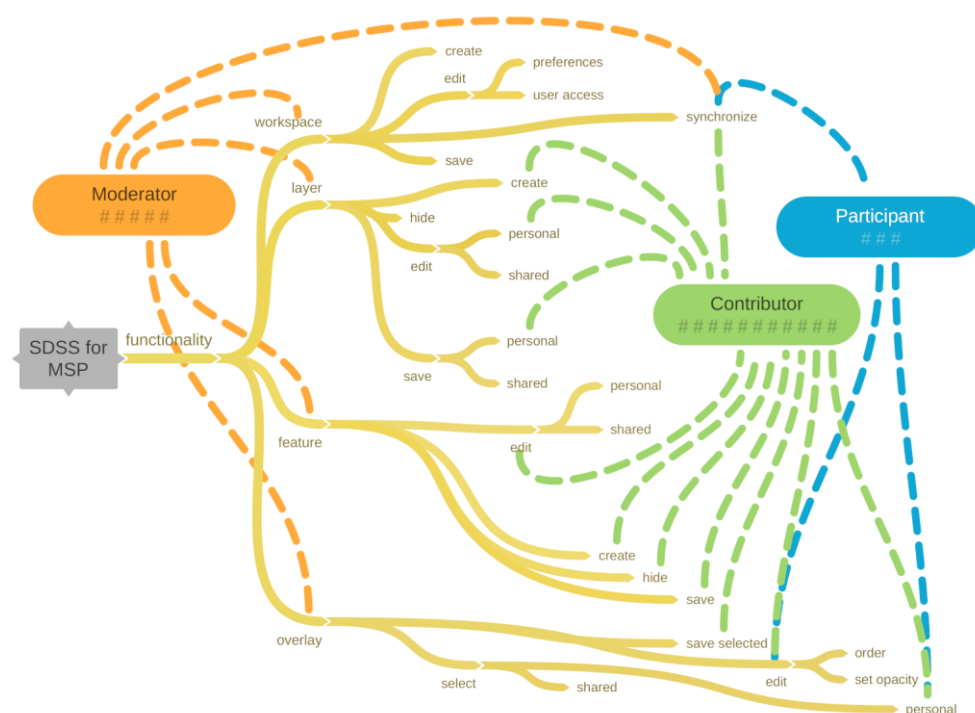 create
preferences
edit
user access
workspace
synchronize
save
create
layer
Moderator
# # # # #
hide
personal
Participant
# # #
edit
shared
Contributor
# # # # # # # # # # #
functionality
personal
SDSS for
MSP
save
shared
personal
feature
edit
shared
create
hide
save
overlay
save selected
order
edit
set opacity
select
shared
personal